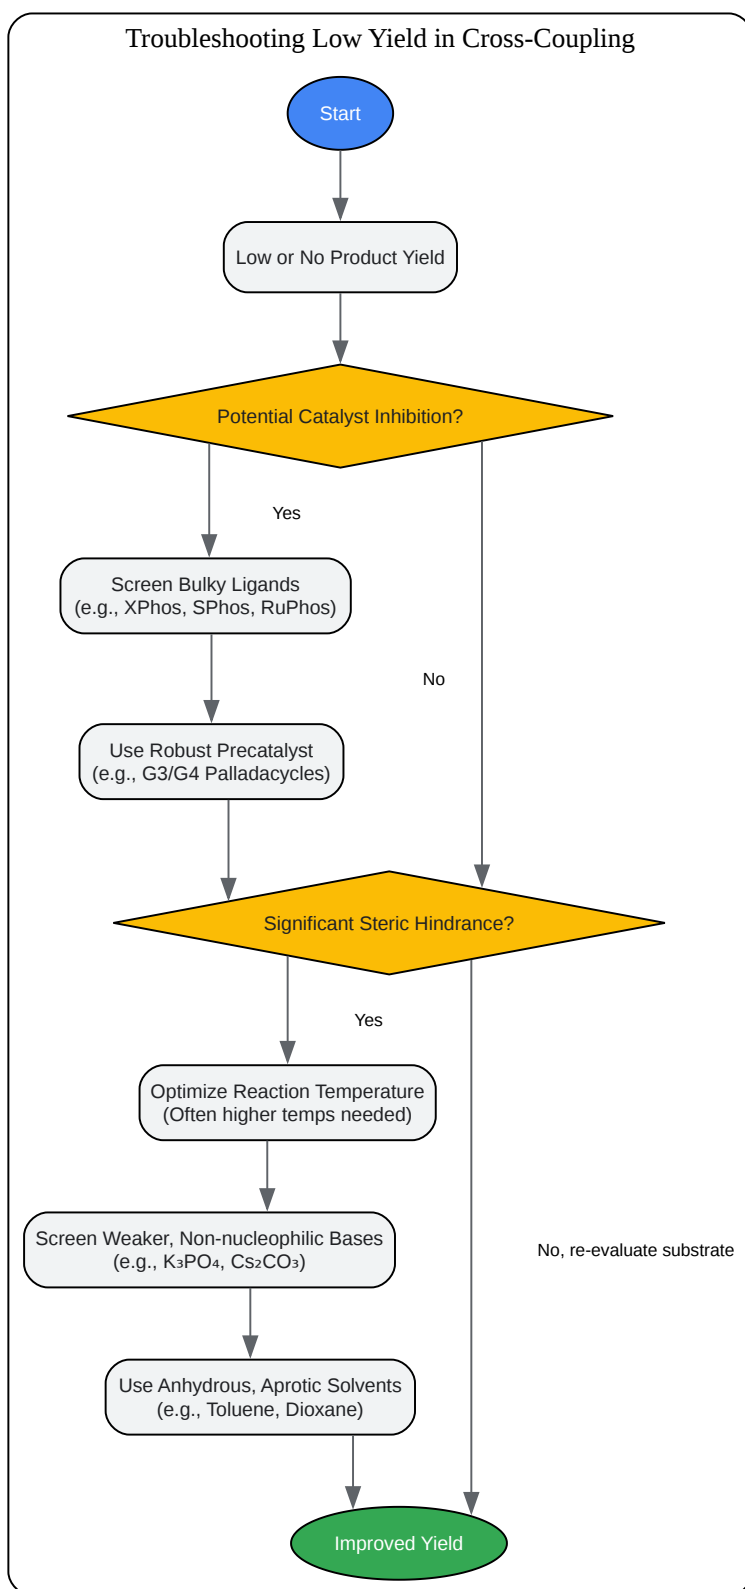 Troubleshooting Low Yield in Cross-Coupling
Start
Low or No Product Yield
Potential Catalyst Inhibition?
Yes
Screen Bulky Ligands
(e.g., XPhos, SPhos, RuPhos)
No
Use Robust Precatalyst
(e.g., G3/G4 Palladacycles)
Significant Steric Hindrance?
Yes
Optimize Reaction Temperature
(Often higher temps needed)
Screen Weaker, Non-nucleophilic Bases
(e.g., K₃PO₄, Cs₂CO₃)
No, re-evaluate substrate
Use Anhydrous, Aprotic Solvents
(e.g., Toluene, Dioxane)
Improved Yield